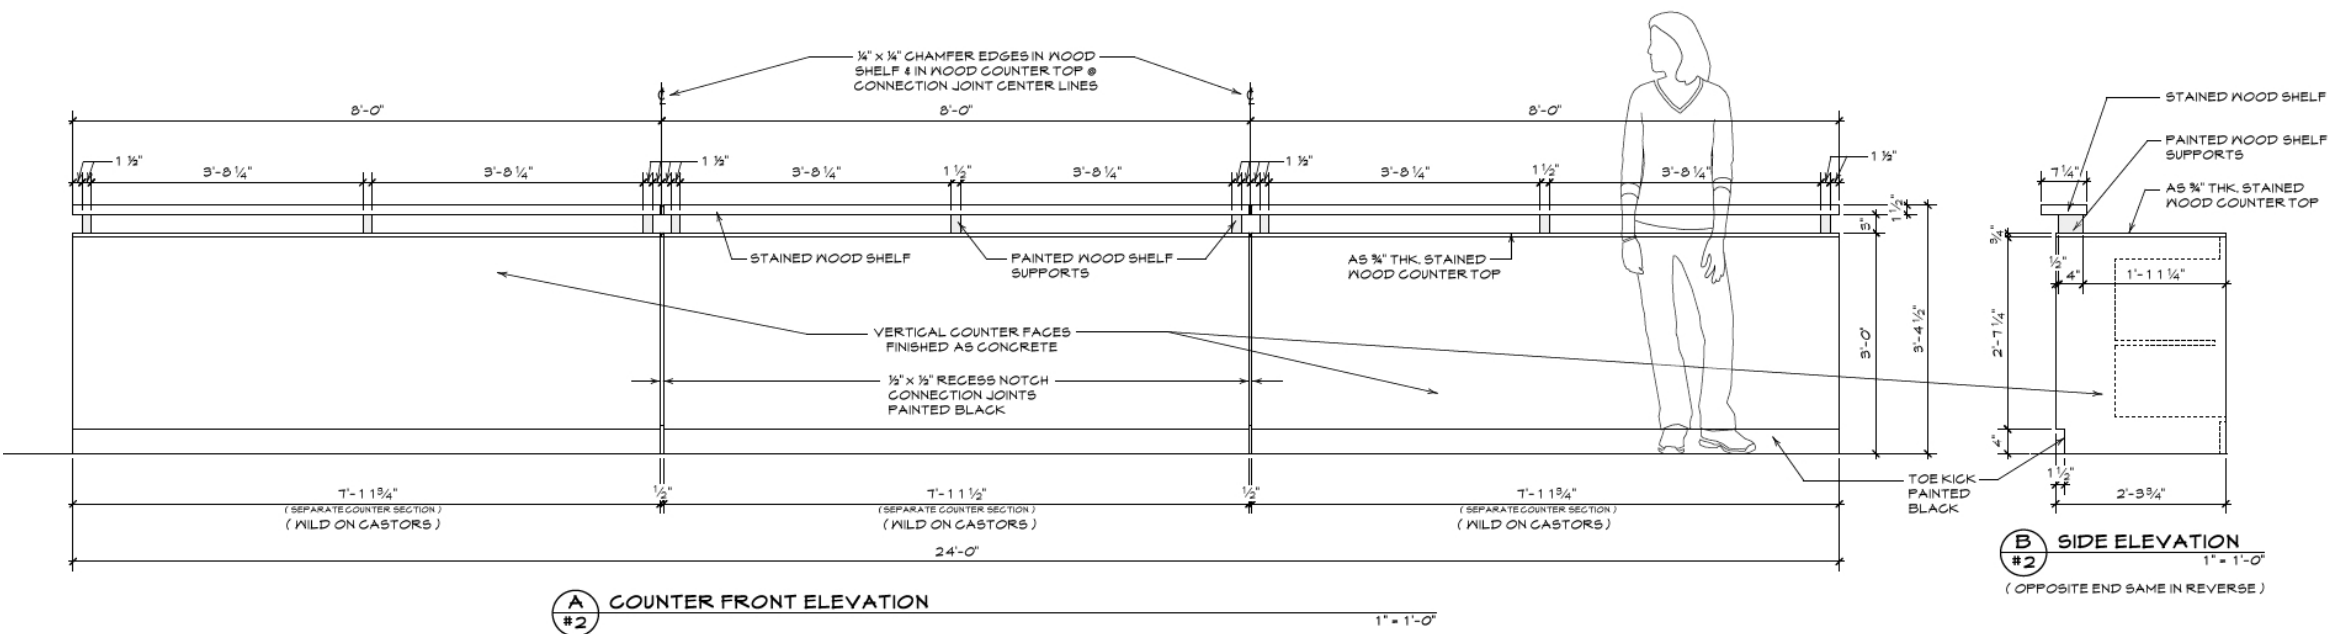 ¼" x ¼" CHAMFER EDGES IN WOOD
SHELF & IN WOOD COUNTER TOP @
CONNECTION JOINT CENTER LINES
8'-0"
8'-0"
8'-0"
1 ½"
3'-8 ¼"
3'-8 ¼"
1 ½"
3'-8 ¼"
1 ½"
3'-8 ¼"
1 ½"
3'-8 ¼"
1 ½"
3'-8 ¼"
1 ½"
STAINED WOOD SHELF
PAINTED WOOD SHELF
SUPPORTS
AS ¾" THK. STAINED
WOOD COUNTER TOP
1 ½"
3"
3'-0"
3'-4 ½"
VERTICAL COUNTER FACES
FINISHED AS CONCRETE
½" x ½" RECESS NOTCH
CONNECTION JOINTS
PAINTED BLACK
7'-11 ¾"
½"
7'-11 ½"
½"
7'-11 ¾"
( SEPARATE COUNTER SECTION )
( SEPARATE COUNTER SECTION )
( SEPARATE COUNTER SECTION )
( WILD ON CASTORS )
( WILD ON CASTORS )
( WILD ON CASTORS )
24'-0"
A
#2
COUNTER FRONT ELEVATION
1" = 1'-0"
STAINED WOOD SHELF
PAINTED WOOD SHELF
SUPPORTS
7 ¼"
AS ¾" THK. STAINED
WOOD COUNTER TOP
¾"
½"
4"
1'-11 ¼"
2'-7 ¼"
4"
1 ½"
TOE KICK
PAINTED
BLACK
2'-3 ¾"
B
#2
SIDE ELEVATION
1" = 1'-0"
( OPPOSITE END SAME IN REVERSE )